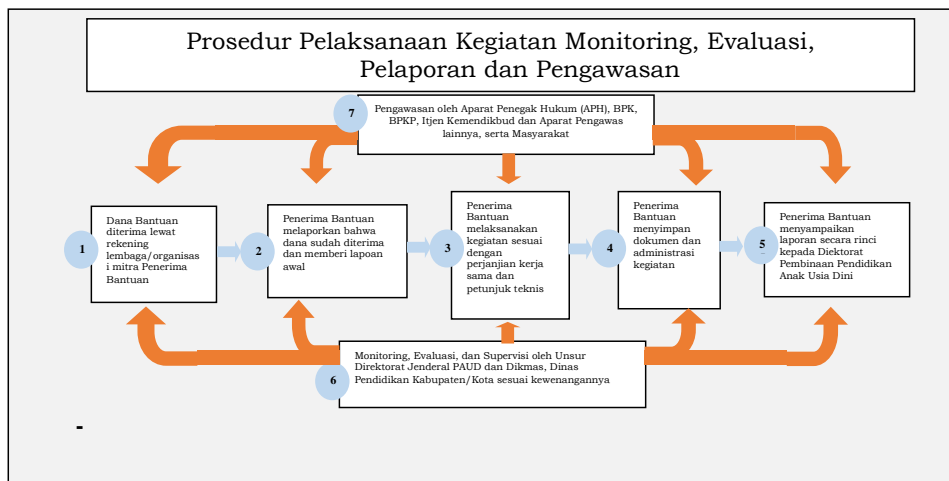 Prosedur Pelaksanaan Kegiatan Monitoring, Evaluasi,
Pelaporan dan Pengawasan
7
Pengawasan oleh Aparat Penegak Hukum (APH), BPK,
BPKP, Itjen Kemendikbud dan Aparat Pengawas
lainnya, serta Masyarakat
1
Dana Bantuan
diterima lewat
rekening
lembaga/organisas
i mitra Penerima
Bantuan
2
Penerima Bantuan
melaporkan bahwa
dana sudah diterima
dan memberi lapoan
awal
3
Penerima
Bantuan
melaksanakan
kegiatan sesuai
dengan
perjanjian kerja
sama dan
petunjuk teknis
4
Penerima
Bantuan
menyimpan
dokumen dan
administrasi
kegiatan
5
Penerima Bantuan
menyampaikan
laporan secara rinci
kepada Diektorat
Pembinaan Pendidikan
Anak Usia Dini
6
Monitoring, Evaluasi, dan Supervisi oleh Unsur
Direktorat Jenderal PAUD dan Dikmas, Dinas
Pendidikan Kabupaten/Kota sesuai kewenangannya
-